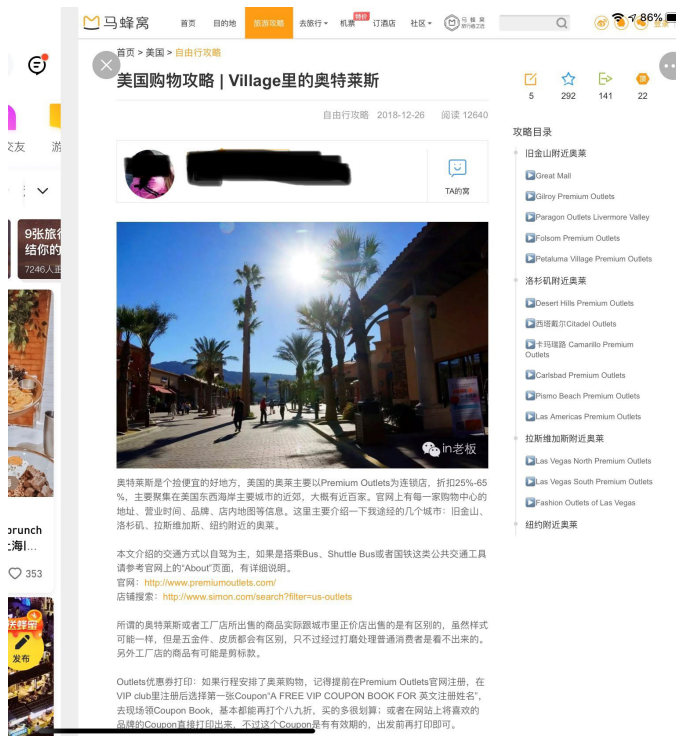 马蜂窝
首页 目的地 旅游攻略 去旅行 机票 特价 订酒店 社区
86%
首页 > 美国 > 自由行攻略
美国购物攻略 | Village里的奥特莱斯
自由行攻略 2018-12-26 阅读 12640
5 292 141 22
TA的窝
in老板
奥特莱斯是个捡便宜的好地方，美国的奥莱主要以Premium Outlets为连锁店，折扣25%-65
%，主要聚集在美国东西海岸主要城市的近郊，大概有近百家。官网上有每一家购物中心的
地址、营业时间、品牌、店内地图等信息。这里主要介绍一下我途经的几个城市：旧金山、
洛杉矶、拉斯维加斯、纽约附近的奥莱。
本文介绍的交通方式以自驾为主，如果是搭乘Bus、Shuttle Bus或者国铁这类公共交通工具
请参考官网上的“About”页面，有详细说明。
官网：http://www.premiumoutlets.com/
店铺搜索：http://www.simon.com/search?filter=us-outlets
所谓的奥特莱斯或者工厂店所出售的商品实际跟城市里正价店出售的是有区别的，虽然样式
可能一样，但是五金件、皮质都会有区别，只不过经过打磨处理普通消费者是看不出来的。
另外工厂店的商品有可能是剪标款。
Outlets优惠券打印：如果行程安排了奥莱购物，记得提前在Premium Outlets官网注册，在
VIP club里注册后选择第一张Coupon“A FREE VIP COUPON BOOK FOR 英文注册姓名”，
去现场领Coupon Book，基本都能再打个八九折，买的多很划算；或者在网站上将喜欢的
品牌的Coupon直接打印出来，不过这个Coupon是有有效期的，出发前再打印即可。
攻略目录
旧金山附近奥莱
Great Mall
Gilroy Premium Outlets
Paragon Outlets Livermore Valley
Folsom Premium Outlets
Petaluma Village Premium Outlets
洛杉矶附近奥莱
Desert Hills Premium Outlets
西塔戴尔Citadel Outlets
卡玛瑞路 Camarillo Premium
Outlets
Carlsbad Premium Outlets
Pismo Beach Premium Outlets
Las Americas Premium Outlets
拉斯维加斯附近奥莱
Las Vegas North Premium Outlets
Las Vegas South Premium Outlets
Fashion Outlets of Las Vegas
纽约附近奥莱
交友 游
9张旅
结你的
7246人
brunch
上海|...
353
送蜂蜜
发布